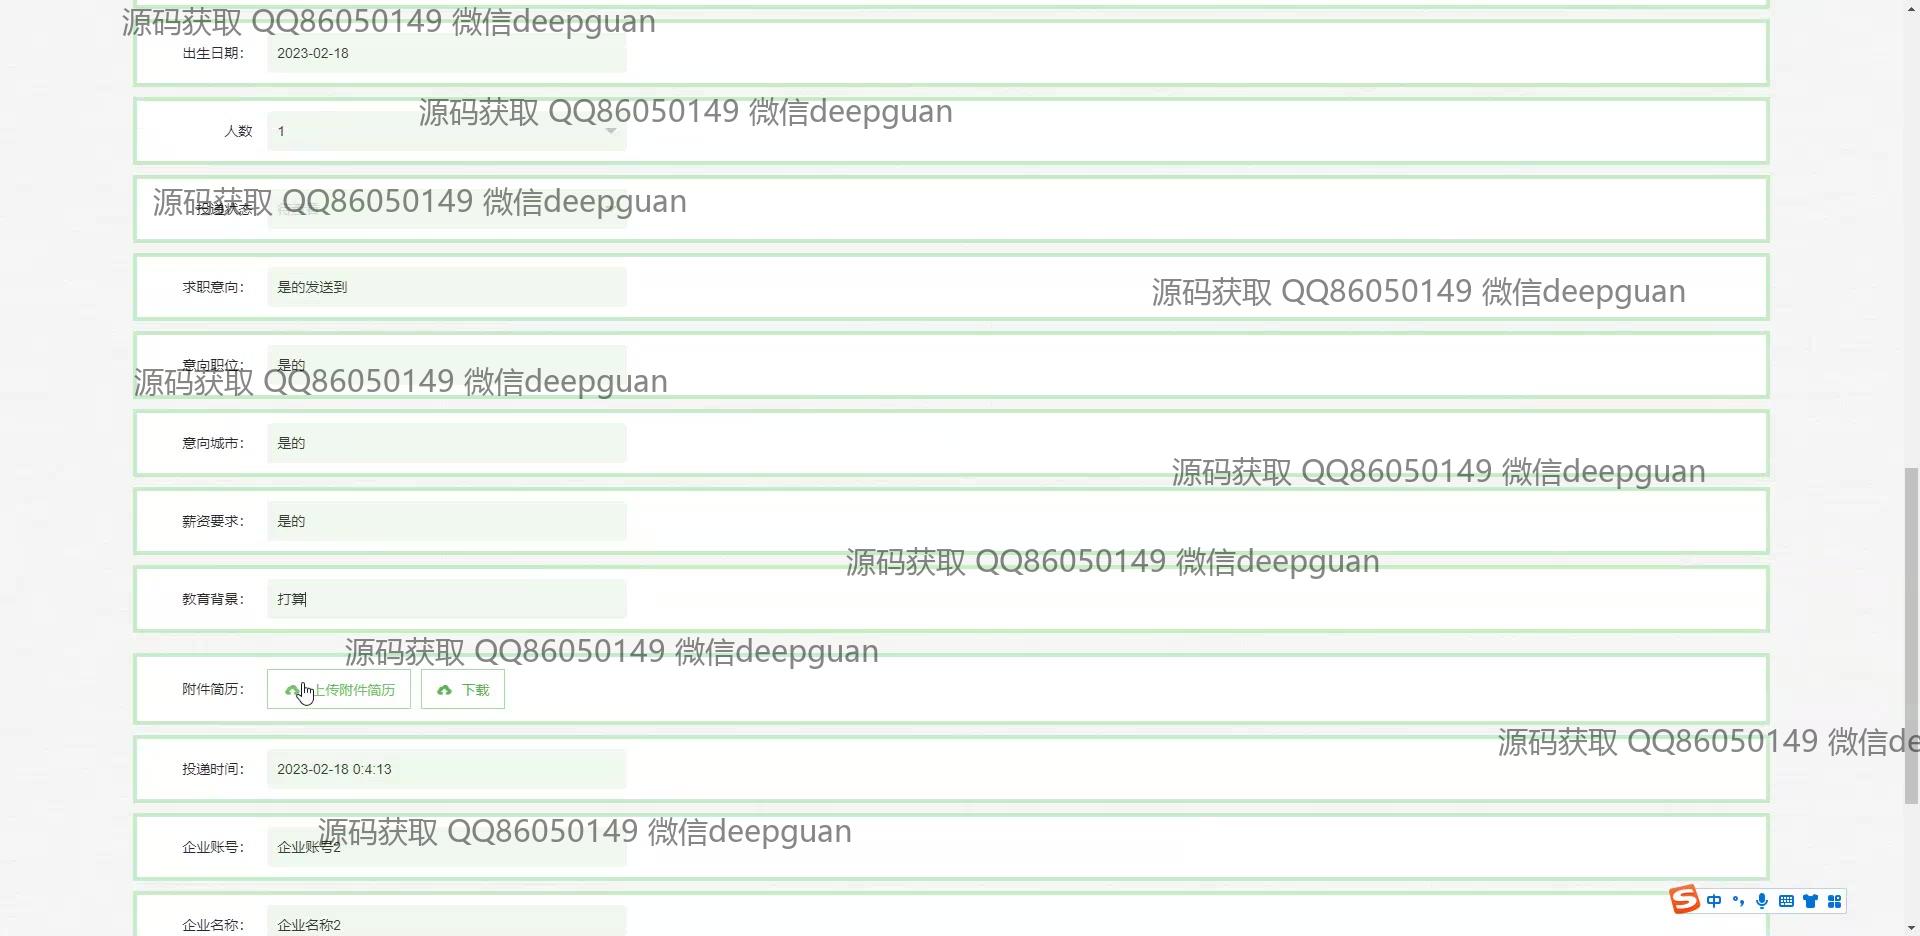 源码获取 QQ86050149 微信deepguan
出生日期： 2023-02-18
源码获取 QQ86050149 微信deepguan
人数 1
源码获取 QQ86050149 微信deepguan
投递状态
求职意向： 是的发送到
源码获取 QQ86050149 微信deepguan
意向职位： 是的
源码获取 QQ86050149 微信deepguan
意向城市： 是的
源码获取 QQ86050149 微信deepguan
薪资要求： 是的
源码获取 QQ86050149 微信deepguan
教育背景： 打算
源码获取 QQ86050149 微信deepguan
附件简历： 上传附件简历 下载
源码获取 QQ86050149 微信de
投递时间： 2023-02-18 0:4:13
源码获取 QQ86050149 微信deepguan
企业账号： 企业账号2
中
企业名称： 企业名称2